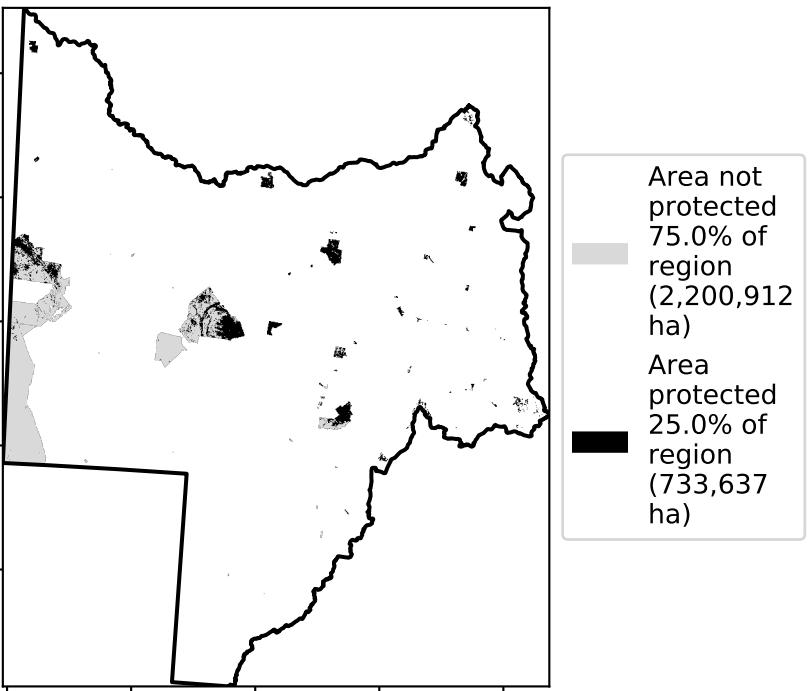 Area not
protected
75.0% of
region
(2,200,912
ha)
Area
protected
25.0% of
region
(733,637
ha)